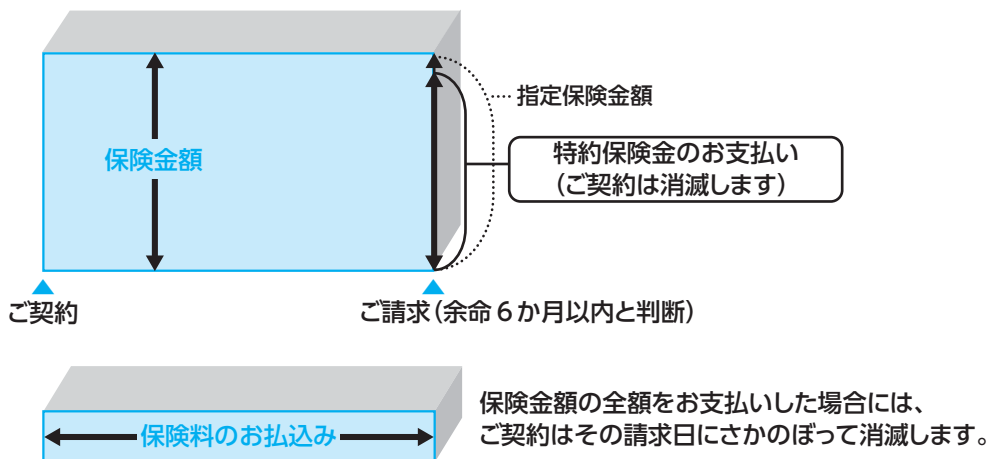 指定保険金額
保険金額
特約保険金のお支払い
（ご契約は消滅します）
ご契約
ご請求（余命６か月以内と判断）
保険料のお払込み
保険金額の全額をお支払いした場合には、
ご契約はその請求日にさかのぼって消滅します。